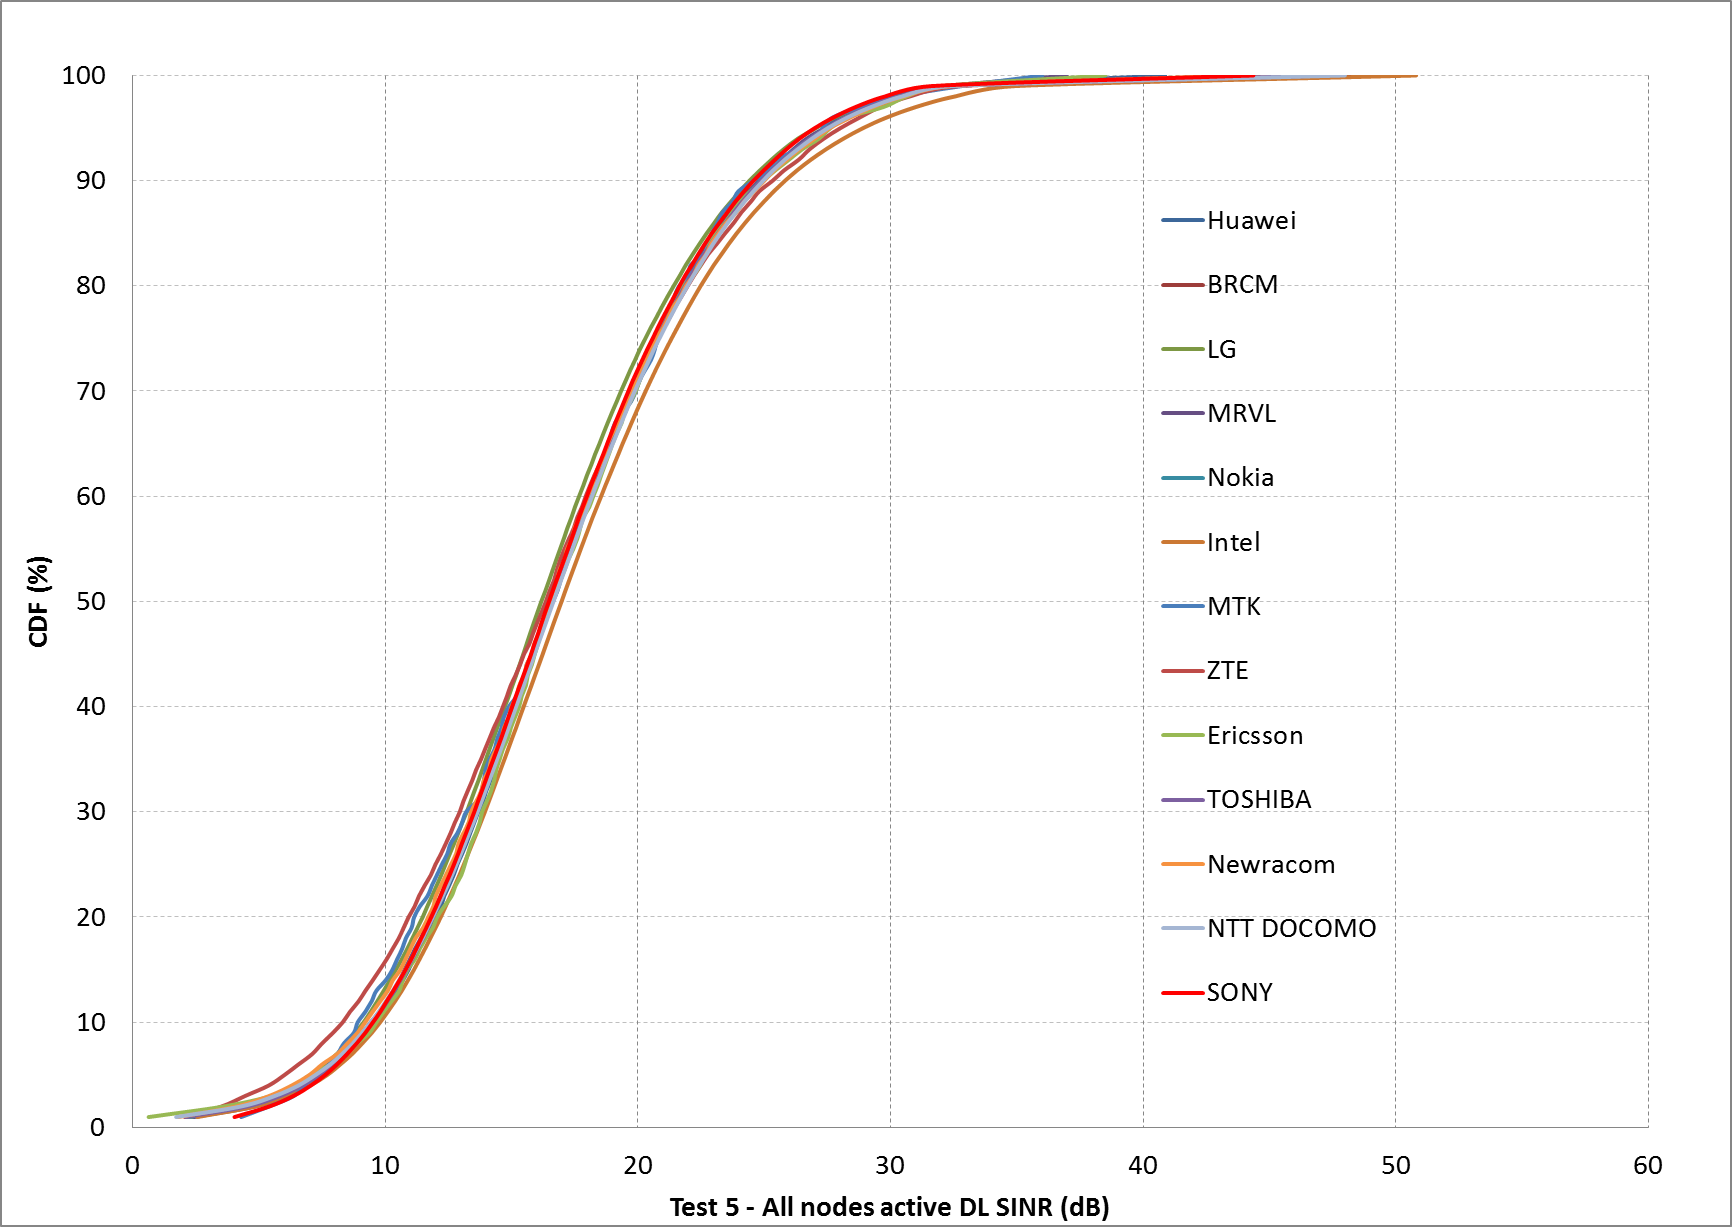 100
90
80
70
60
50
40
30
20
10
0
CDF (%)
Huawei
BRCM
LG
MRVL
Nokia
Intel
MTK
ZTE
Ericsson
TOSHIBA
Newracom
NTT DOCOMO
SONY
0 10 20 30 40 50 60
Test 5 - All nodes active DL SINR (dB)